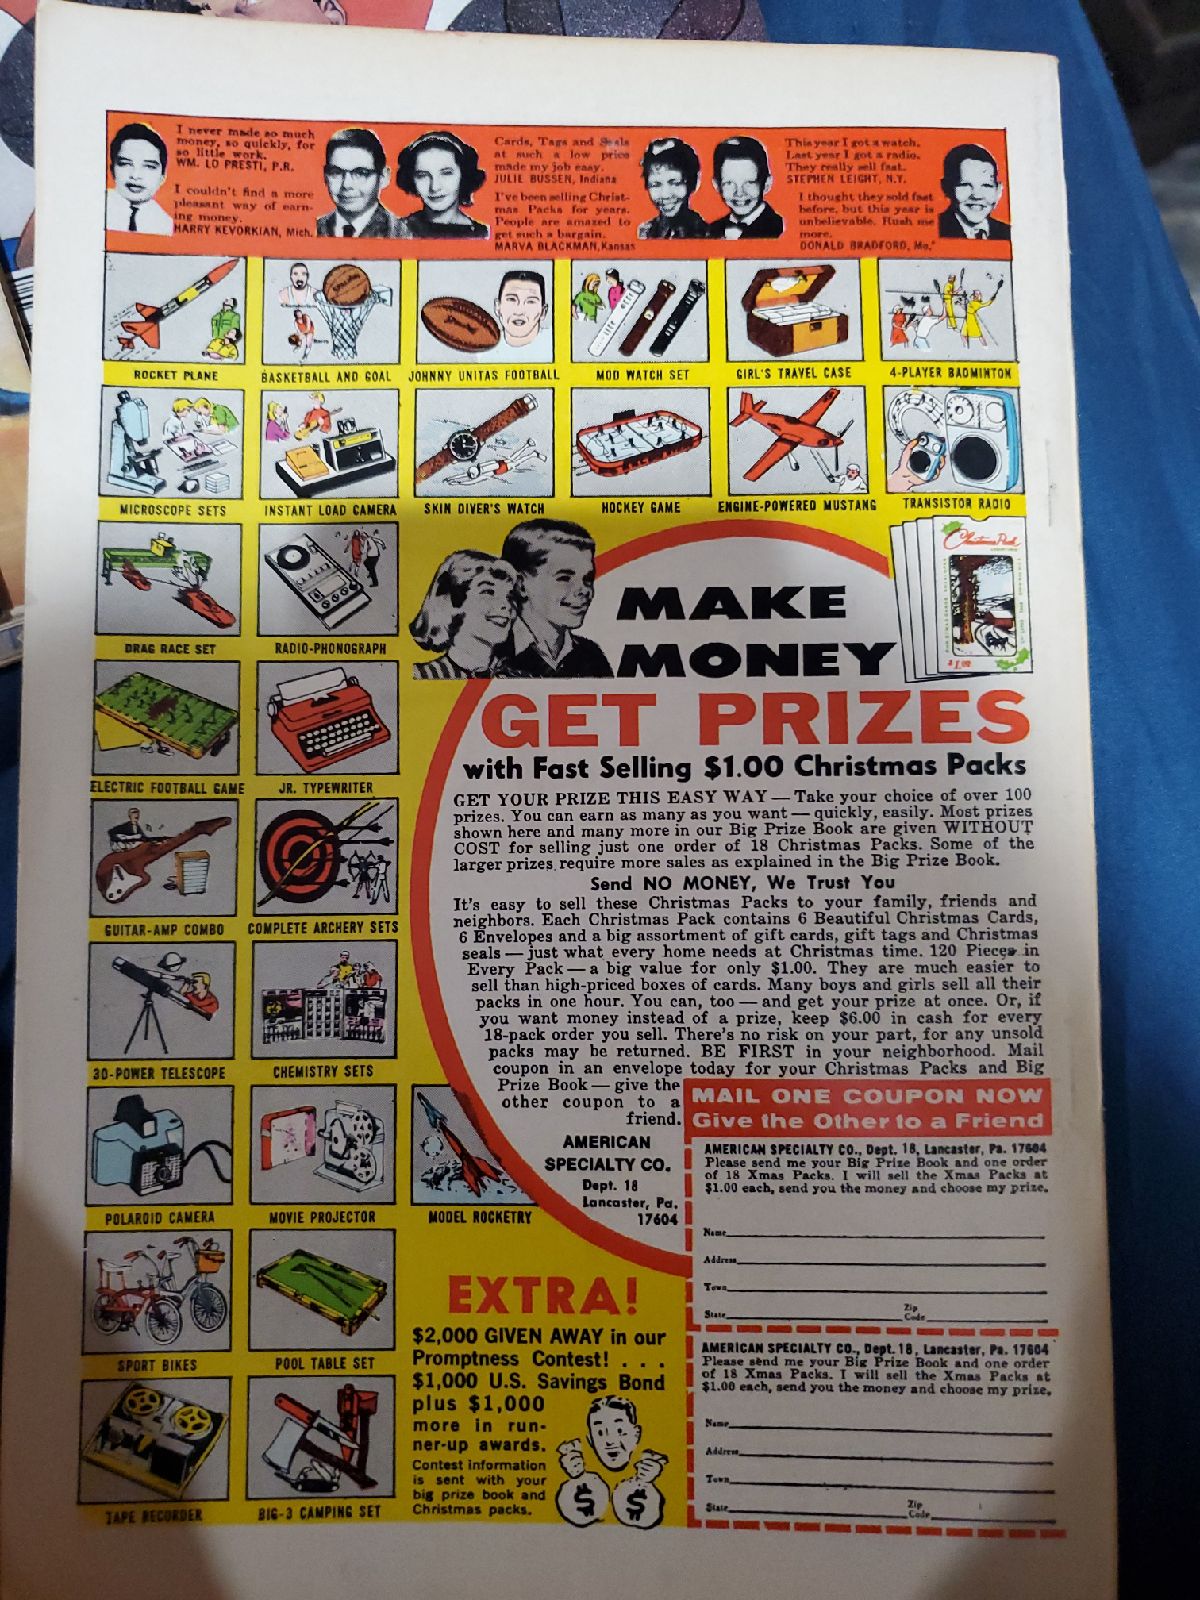 I never made so much
money, so quickly, for
so little work.
WM. LO PRESTI, P.R.
I couldn't find a more
pleasant way of earn-
ing money.
HARRY KEVORKIAN, Mich.
Cards, Tags and Seals
at such a low price
made my job easy.
JULIE BUSSEN, Indiana
I've been selling Christ-
mas Packs for years.
People are amazed to
get such a bargain.
MARVA BLACKMAN, Kansas
This year I got a watch.
Last year I got a radio.
They really sell fast.
STEPHEN LEIGHT, N.Y.
I thought they sold fast
before, but this year is
unbelievable. Rush me
more.
DONALD BRADFORD, Mo."
ROCKET PLANE
BASKETBALL AND GOAL
JOHNNY UNITAS FOOTBALL
MOD WATCH SET
GIRL'S TRAVEL CASE
4-PLAYER BADMINTON
MICROSCOPE SETS
INSTANT LOAD CAMERA
SKIN DIVER'S WATCH
HOCKEY GAME
ENGINE-POWERED MUSTANG
TRANSISTOR RADIO
DRAG RACE SET
RADIO-PHONOGRAPH
ELECTRIC FOOTBALL GAME
JR. TYPEWRITER
GUITAR-AMP COMBO
COMPLETE ARCHERY SETS
30-POWER TELESCOPE
CHEMISTRY SETS
POLAROID CAMERA
MOVIE PROJECTOR
MODEL ROCKETRY
SPORT BIKES
POOL TABLE SET
TAPE RECORDER
BIG-3 CAMPING SET
Christmas Pack
$1.00
MAKE
MONEY
GET PRIZES
with Fast Selling $1.00 Christmas Packs
GET YOUR PRIZE THIS EASY WAY — Take your choice of over 100
prizes. You can earn as many as you want — quickly, easily. Most prizes
shown here and many more in our Big Prize Book are given WITHOUT
COST for selling just one order of 18 Christmas Packs. Some of the
larger prizes require more sales as explained in the Big Prize Book.
Send NO MONEY, We Trust You
It's easy to sell these Christmas Packs to your family, friends and
neighbors. Each Christmas Pack contains 6 Beautiful Christmas Cards,
6 Envelopes and a big assortment of gift cards, gift tags and Christmas
seals — just what every home needs at Christmas time. 120 Pieces in
Every Pack — a big value for only $1.00. They are much easier to
sell than high-priced boxes of cards. Many boys and girls sell all their
packs in one hour. You can, too — and get your prize at once. Or, if
you want money instead of a prize, keep $6.00 in cash for every
18-pack order you sell. There's no risk on your part, for any unsold
packs may be returned. BE FIRST in your neighborhood. Mail
coupon in an envelope today for your Christmas Packs and Big
Prize Book — give the
other coupon to a
friend.
AMERICAN
SPECIALTY CO.
Dept. 18
Lancaster, Pa.
17604
MAIL ONE COUPON NOW
Give the Other to a Friend
AMERICAN SPECIALTY CO., Dept. 18, Lancaster, Pa. 17604
Please send me your Big Prize Book and one order
of 18 Xmas Packs. I will sell the Xmas Packs at
$1.00 each, send you the money and choose my prize.
Name
Address
Town
State Zip Code
AMERICAN SPECIALTY CO., Dept. 18, Lancaster, Pa. 17604
Please send me your Big Prize Book and one order
of 18 Xmas Packs. I will sell the Xmas Packs at
$1.00 each, send you the money and choose my prize.
Name
Address
Town
State Zip Code
EXTRA!
$2,000 GIVEN AWAY in our
Promptness Contest! . . .
$1,000 U.S. Savings Bond
plus $1,000
more in run-
ner-up awards.
Contest information
is sent with your
big prize book and
Christmas packs.
$ $